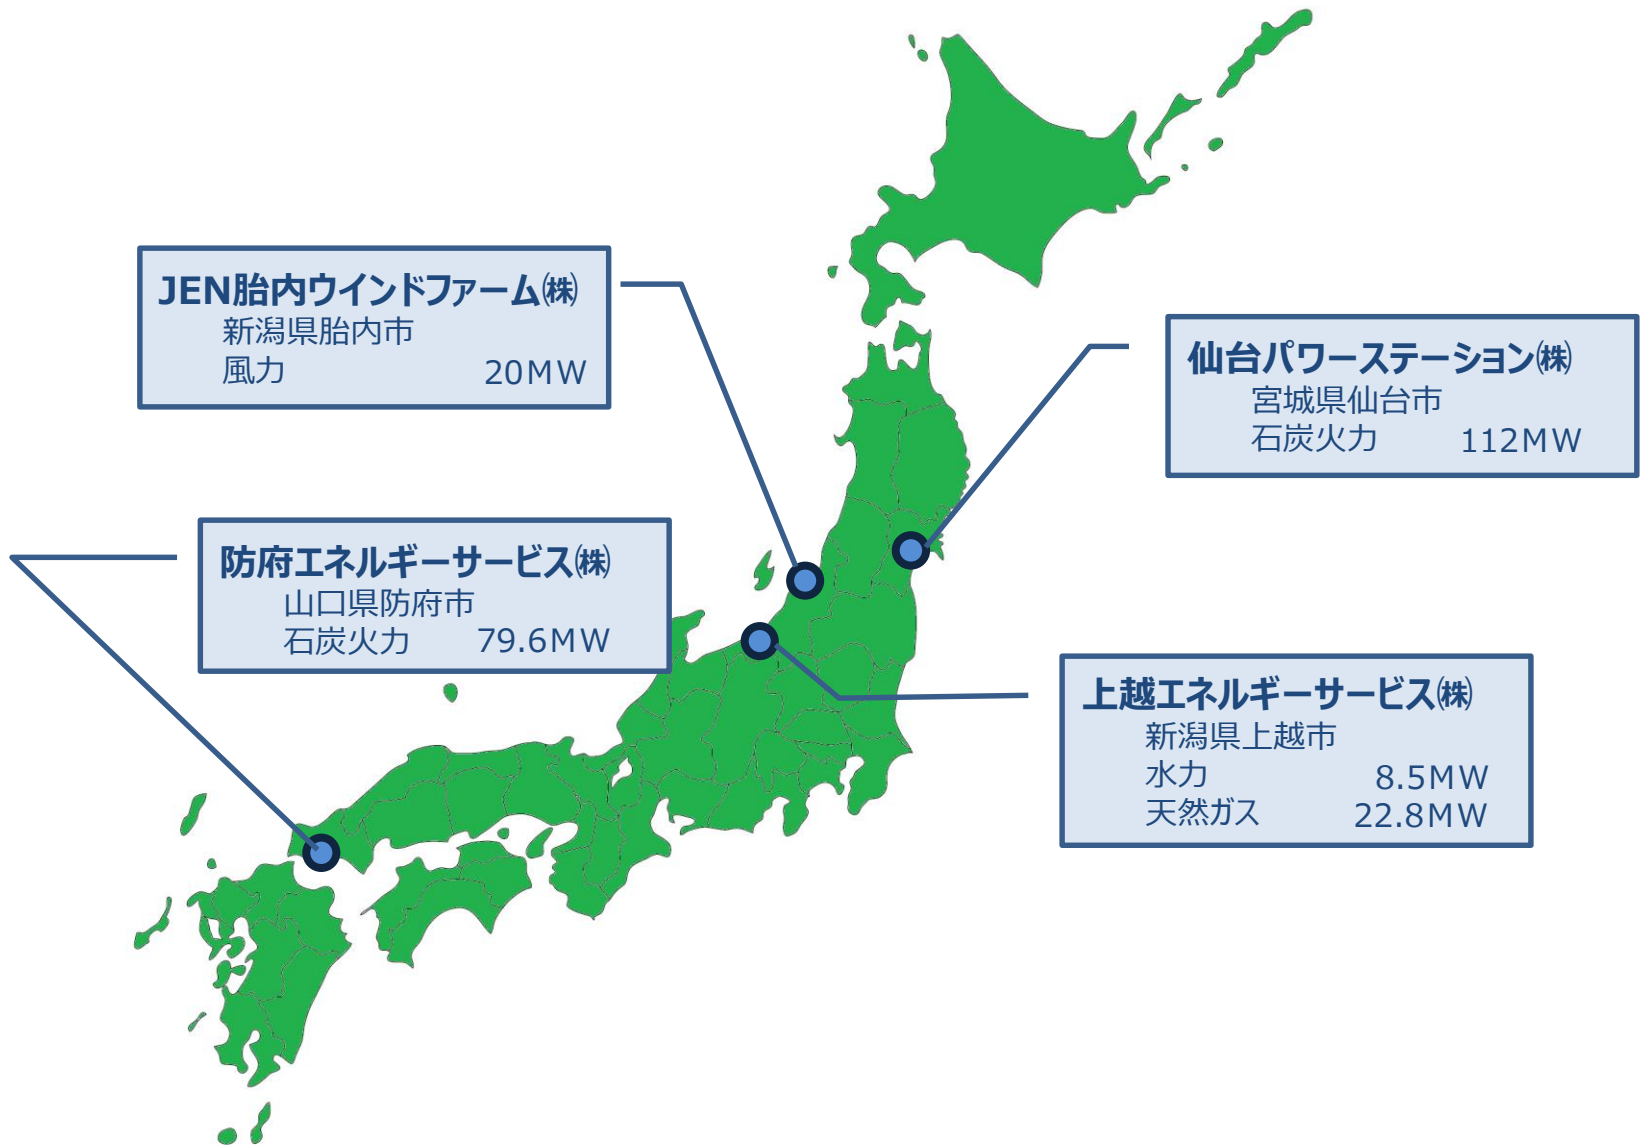 JEN胎内ウインドファーム㈱
新潟県胎内市
風力 20MW
仙台パワーステーション㈱
宮城県仙台市
石炭火力 112MW
防府エネルギーサービス㈱
山口県防府市
石炭火力 79.6MW
上越エネルギーサービス㈱
新潟県上越市
水力 8.5MW
天然ガス 22.8MW